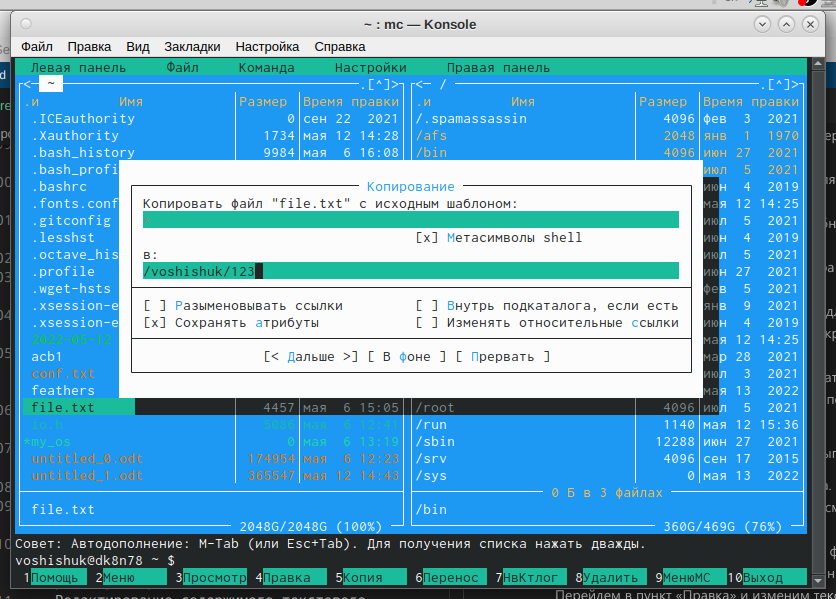 ~ : mc — Konsole
Файл Правка Вид Закладки Настройка Справка
Левая панель Файл Команда Настройки Правая панель
<─ ~ .[^]> <─ / .[^]>
.и Имя Размер Время правки .и Имя Размер Время правки
.ICEauthority 0 сен 22 2021 /.spamassassin 4096 фев 3 2021
.Xauthority 1734 мая 12 14:28 /afs 2048 янв 1 1970
.bash_history 9984 мая 6 16:08 /bin 4096 июн 27 2021
.bash_profi июл 5 2021
Копирование
.bashrc июн 4 2019
.fonts.conf Копировать файл "file.txt" с исходным шаблоном: мая 12 14:25
.gitconfig июл 5 2021
.lesshst [x] Метасимволы shell июн 4 2019
.octave_his в: июл 5 2021
.profile /voshishuk/123 июн 27 2021
.wget-hsts фев 5 2021
.xsession-e [ ] Разыменовывать ссылки [ ] Внутрь подкаталога, если есть янв 9 2021
.xsession-e [x] Сохранять атрибуты [ ] Изменять относительные ссылки июн 4 2019
2022-05-12 мая 12 14:25
acb1 [< Дальше >] [ В фоне ] [ Прервать ] мар 28 2021
conf.txt июл 3 2021
feathers мая 13 2022
file.txt 4457 мая 6 15:05 /root 4096 июл 5 2021
io.h 5086 мая 6 12:41 /run 1140 мая 12 15:36
*my_os 0 мая 6 13:19 /sbin 12288 июн 27 2021
untitled_0.odt 174954 мая 6 12:23 /srv 4096 сен 17 2015
untitled_1.odt 365547 мая 12 14:43 /sys 0 мая 13 2022
0 Б в 3 файлах
file.txt /bin
2048G/2048G (100%) 360G/469G (76%)
Совет: Автодополнение: M-Tab (или Esc+Tab). Для получения списка нажать дважды.
voshishuk@dk8n78 ~ $
1Помощь 2Меню 3Просмотр 4Правка 5Копия 6Перенос 7НвКтлог 8Удалить 9МенюМС 10Выход